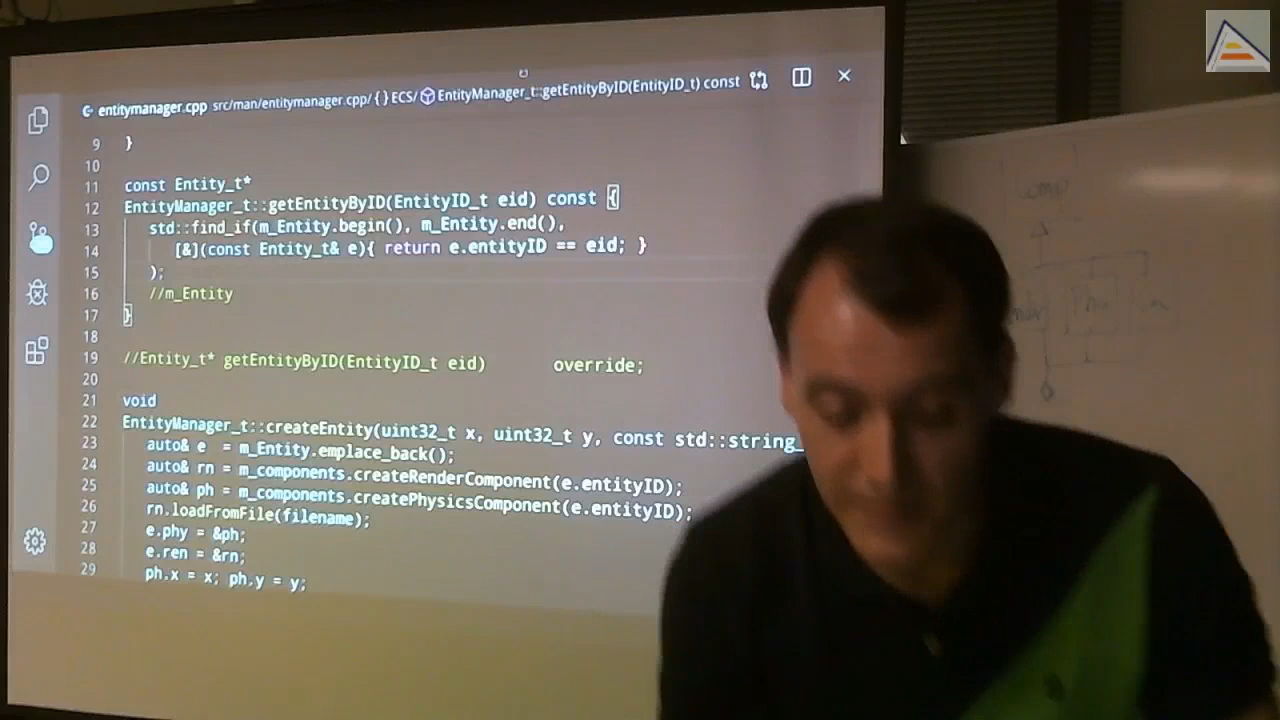 entitymanager.cpp src/man/entitymanager.cpp/ { } ECS/ EntityManager_t::getEntityByID(EntityID_t) const
9 }
10
11 const Entity_t*
12 EntityManager_t::getEntityByID(EntityID_t eid) const {
13 std::find_if(m_Entity.begin(), m_Entity.end(),
14 [&](const Entity_t& e){ return e.entityID == eid; }
15 );
16 //m_Entity
17 }
18
19 //Entity_t* getEntityByID(EntityID_t eid) override;
20
21 void
22 EntityManager_t::createEntity(uint32_t x, uint32_t y, const std::string_
23 auto& e = m_Entity.emplace_back();
24 auto& rn = m_components.createRenderComponent(e.entityID);
25 auto& ph = m_components.createPhysicsComponent(e.entityID);
26 rn.loadFromFile(filename);
27 e.phy = &ph;
28 e.ren = &rn;
29 ph.x = x; ph.y = y;